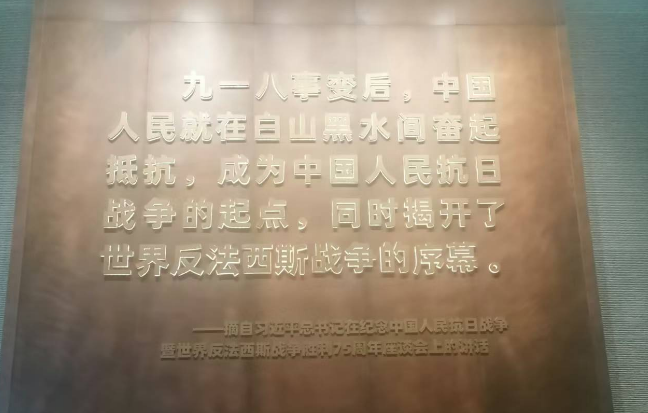 九一八事变后，中国
人民就在白山黑水间奋起
抵抗，成为中国人民抗日
战争的起点，同时揭开了
世界反法西斯战争的序幕。
——摘自习近平总书记在纪念中国人民抗日战争
暨世界反法西斯战争胜利75周年座谈会上的讲话